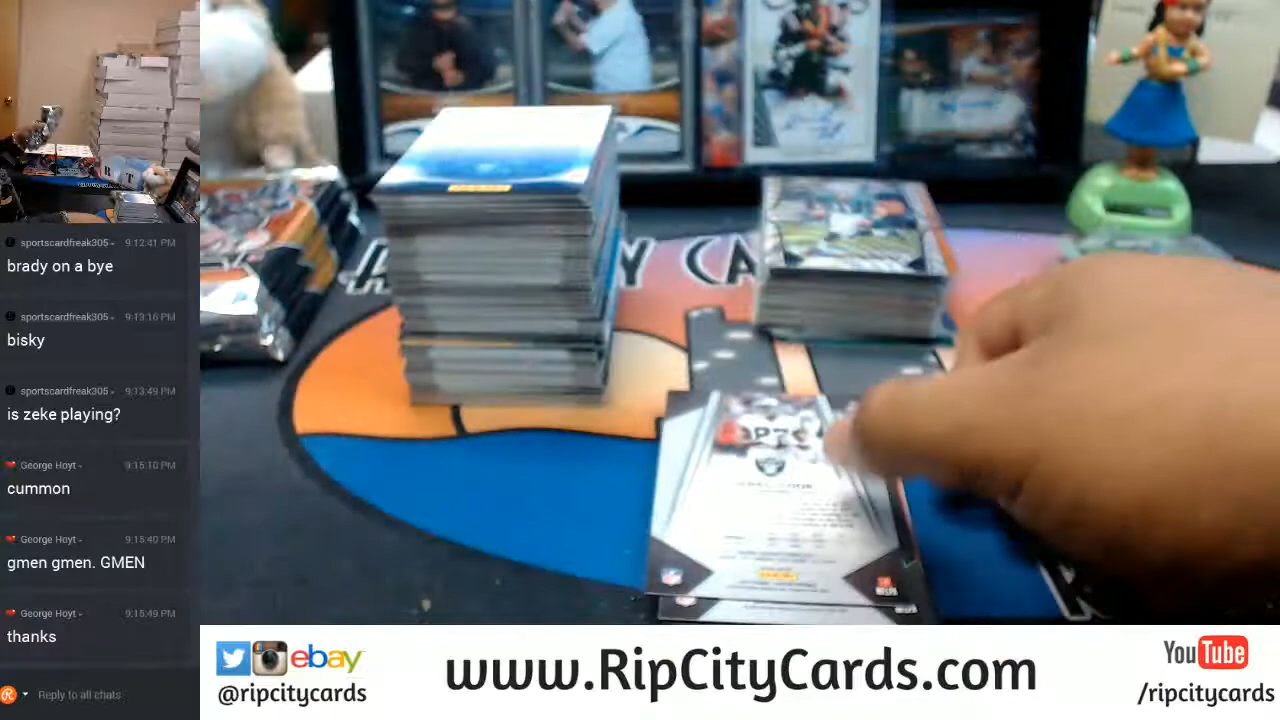 sportscardfreak305 9:12:41 PM
brady on a bye
sportscardfreak305 9:13:16 PM
bisky
sportscardfreak305 9:13:49 PM
is zeke playing?
George Hoyt 9:15:10 PM
cummon
George Hoyt 9:15:40 PM
gmen gmen. GMEN
George Hoyt 9:15:49 PM
thanks
Reply to all chats
Y CA
ebay
@ripcitycards
www.RipCityCards.com
YouTube
/ripcitycards